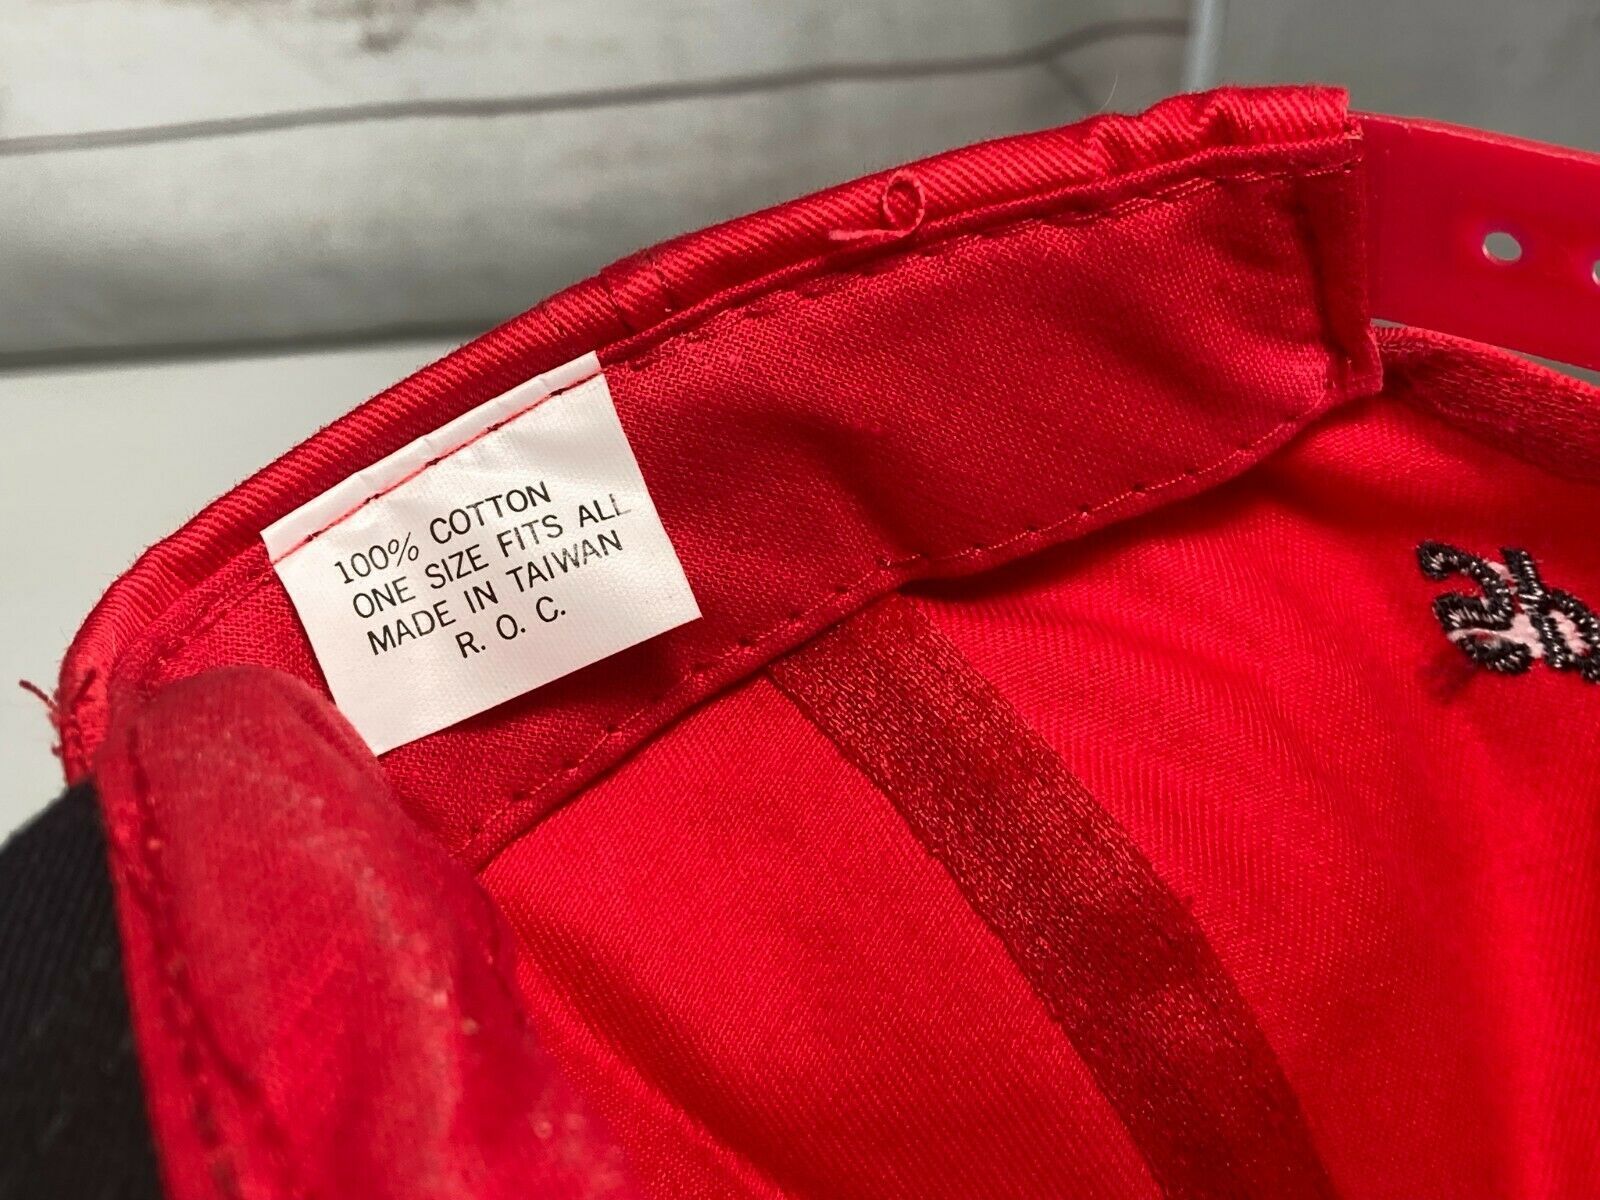 100% COTTON
ONE SIZE FITS ALL
MADE IN TAIWAN
R. O. C.